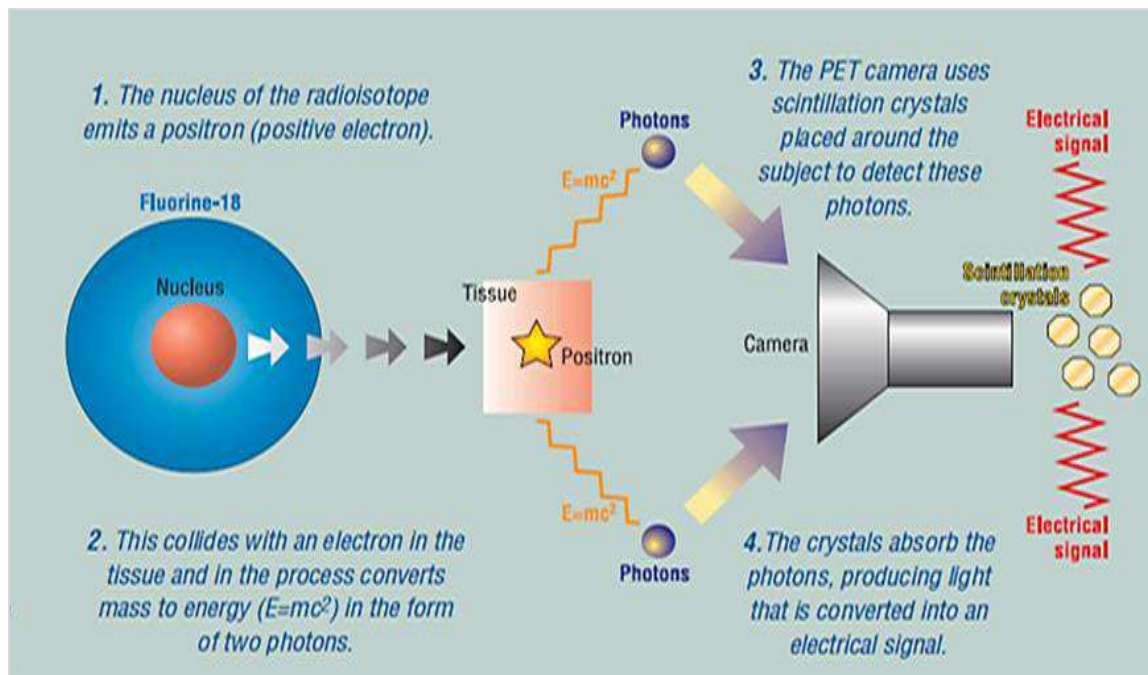 1. The nucleus of the radioisotope
emits a positron (positive electron).
Fluorine-18
Nucleus
2. This collides with an electron in the
tissue and in the process converts
mass to energy (E=mc²) in the form
of two photons.
Tissue
Positron
Photons
E=mc²
E=mc²
Photons
3. The PET camera uses
scintillation crystals
placed around the
subject to detect these
photons.
Camera
Electrical
signal
Scintillation
crystals
Electrical
signal
4.The crystals absorb the
photons, producing light
that is converted into an
electrical signal.